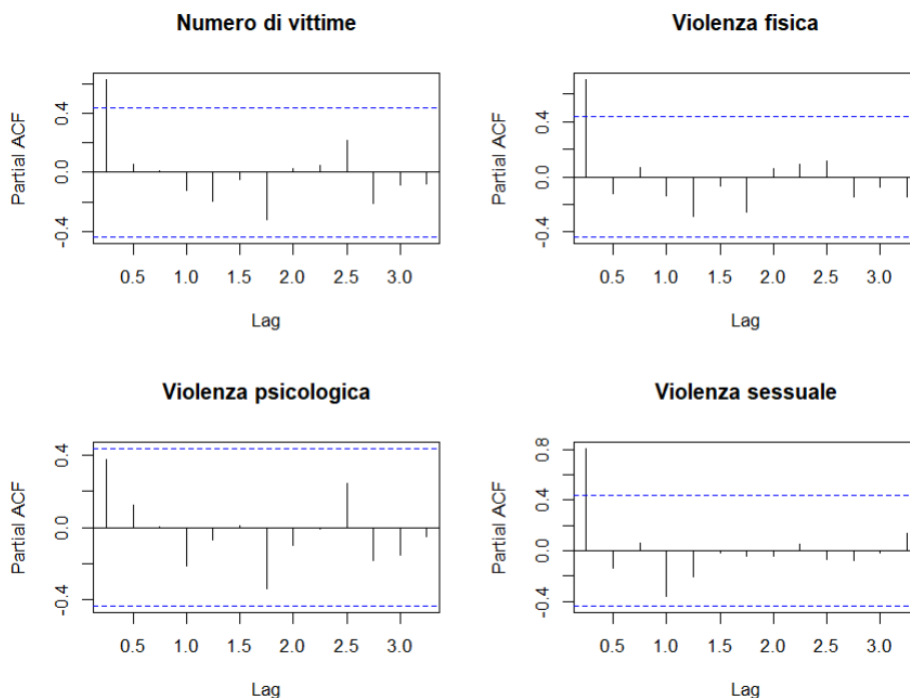 Numero di vittime
Partial ACF
-0.4 0.0 0.4
0.5 1.0 1.5 2.0 2.5 3.0
Lag
Violenza fisica
Partial ACF
-0.4 0.0 0.4
0.5 1.0 1.5 2.0 2.5 3.0
Lag
Violenza psicologica
Partial ACF
-0.4 0.0 0.4
0.5 1.0 1.5 2.0 2.5 3.0
Lag
Violenza sessuale
Partial ACF
-0.4 0.0 0.4 0.8
0.5 1.0 1.5 2.0 2.5 3.0
Lag